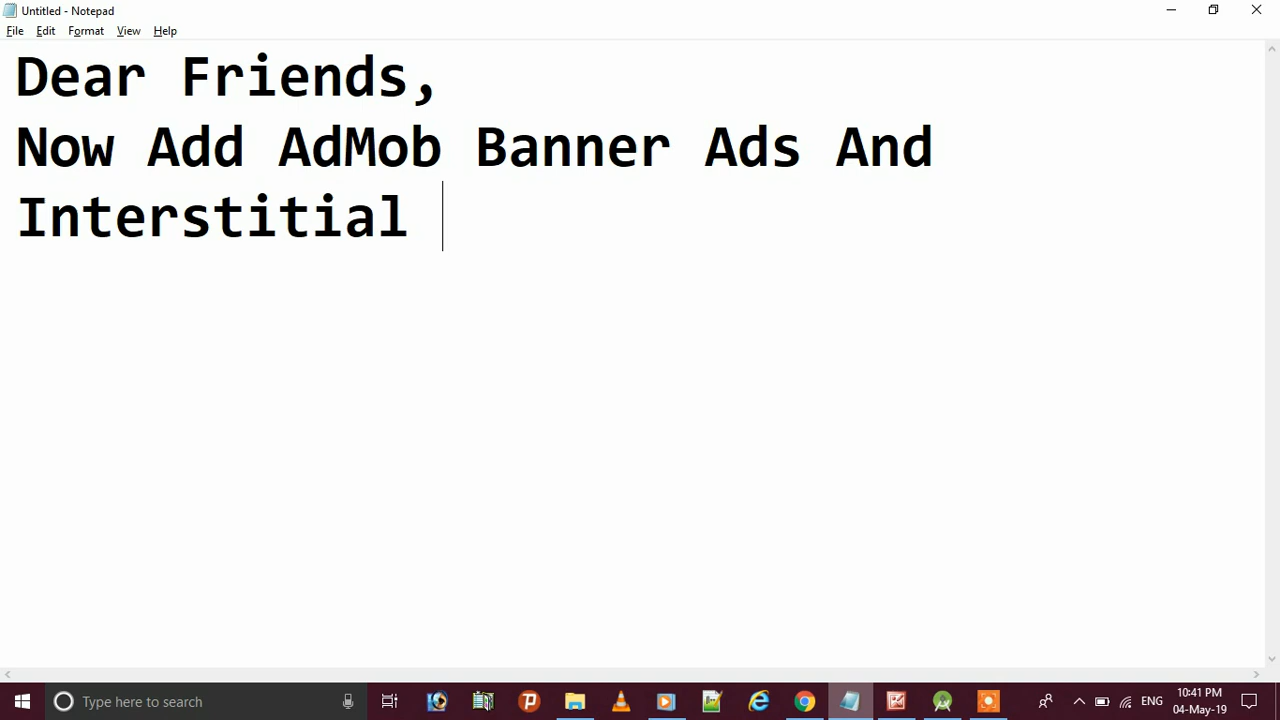 Untitled - Notepad
File Edit Format View Help
Dear Friends,
Now Add AdMob Banner Ads And
Interstitial
Type here to search
ENG
10:41 PM
04-May-19